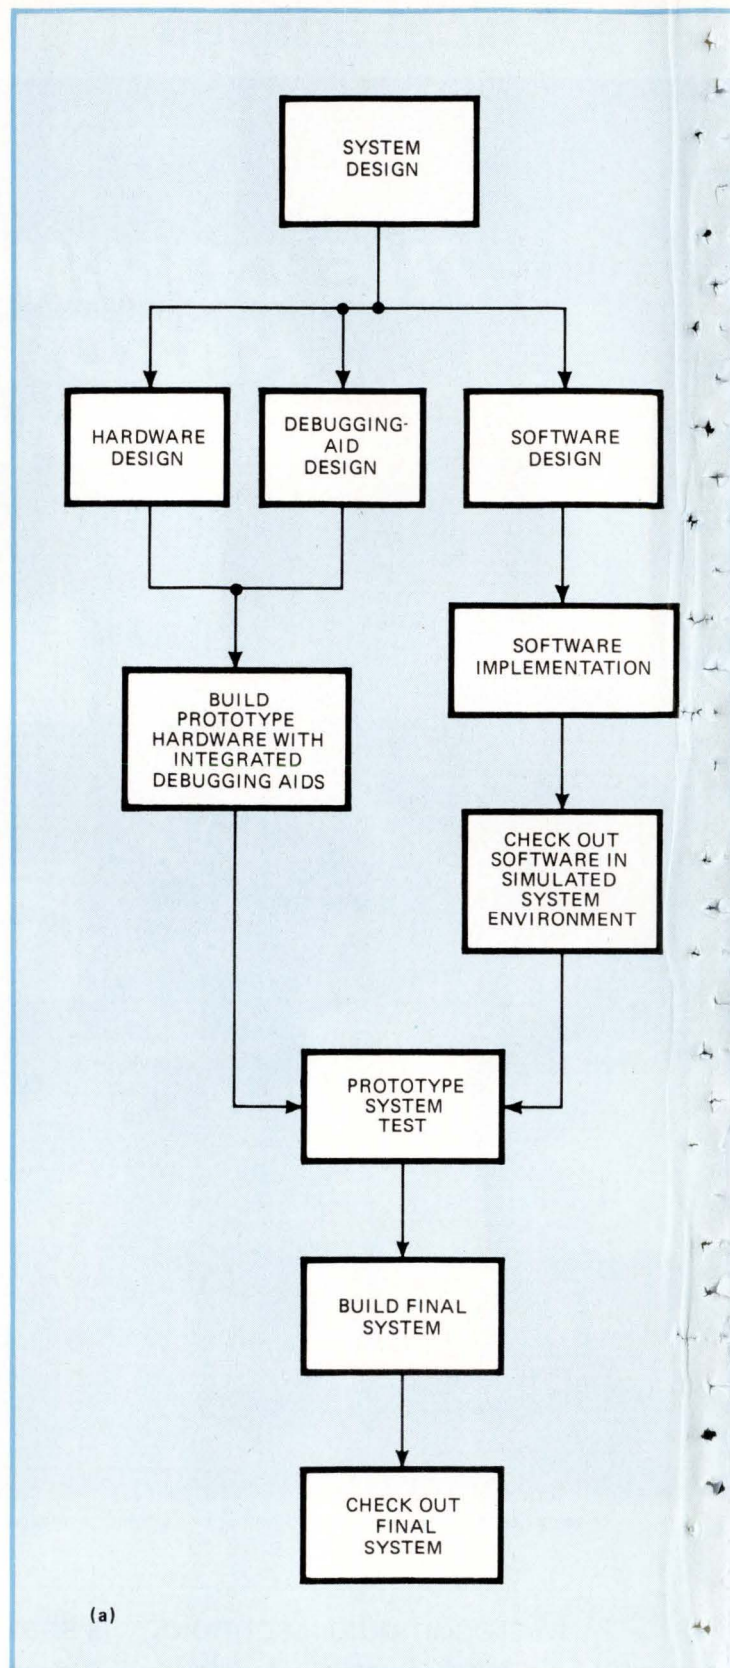 SYSTEM
DESIGN
HARDWARE
DESIGN
DEBUGGING-
AID
DESIGN
SOFTWARE
DESIGN
SOFTWARE
IMPLEMENTATION
BUILD
PROTOTYPE
HARDWARE WITH
INTEGRATED
DEBUGGING AIDS
CHECK OUT
SOFTWARE IN
SIMULATED
SYSTEM
ENVIRONMENT
PROTOTYPE
SYSTEM
TEST
BUILD FINAL
SYSTEM
CHECK OUT
FINAL
SYSTEM
(a)